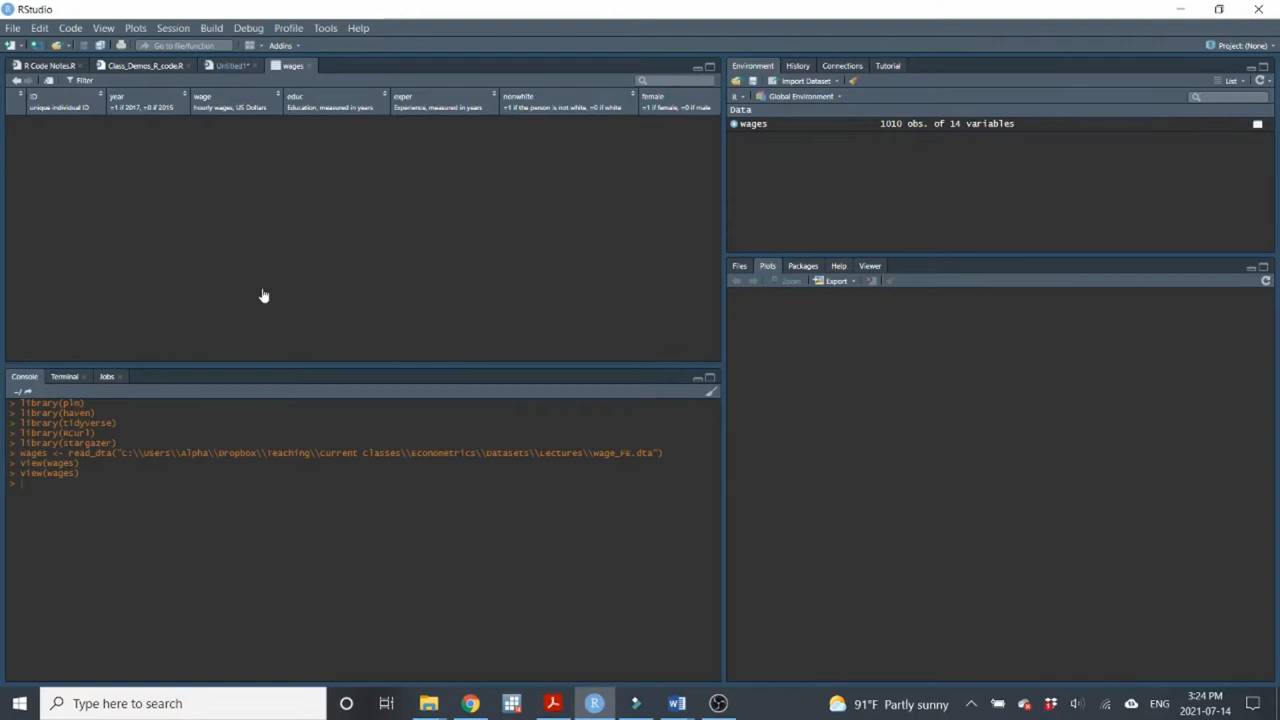 RStudio
File Edit Code View Plots Session Build Debug Profile Tools Help
Go to file/function Addins Project: (None)
R Code Notes.R Class_Demos_R_code.R Untitled1* wages
Filter
ID year wage educ exper nonwhite female
unique individual ID =1 if 2017, =0 if 2015 hourly wages, US Dollars Education, measured in years Experience, measured in years =1 if the person is not white, =0 if white =1 if female, =0 if male
Environment History Connections Tutorial
Import Dataset List
R Global Environment
Data
wages 1010 obs. of 14 variables
Files Plots Packages Help Viewer
Zoom Export
Console Terminal Jobs
~/
> library(plm)
> library(haven)
> library(tidyverse)
> library(RCurl)
> library(stargazer)
> wages <- read_dta("C:\\Users\\Alpha\\Dropbox\\Teaching\\Current Classes\\Econometrics\\Datasets\\Lectures\\wage_FE.dta")
> view(wages)
> view(wages)
>
Type here to search
91°F Partly sunny
ENG
3:24 PM
2021-07-14